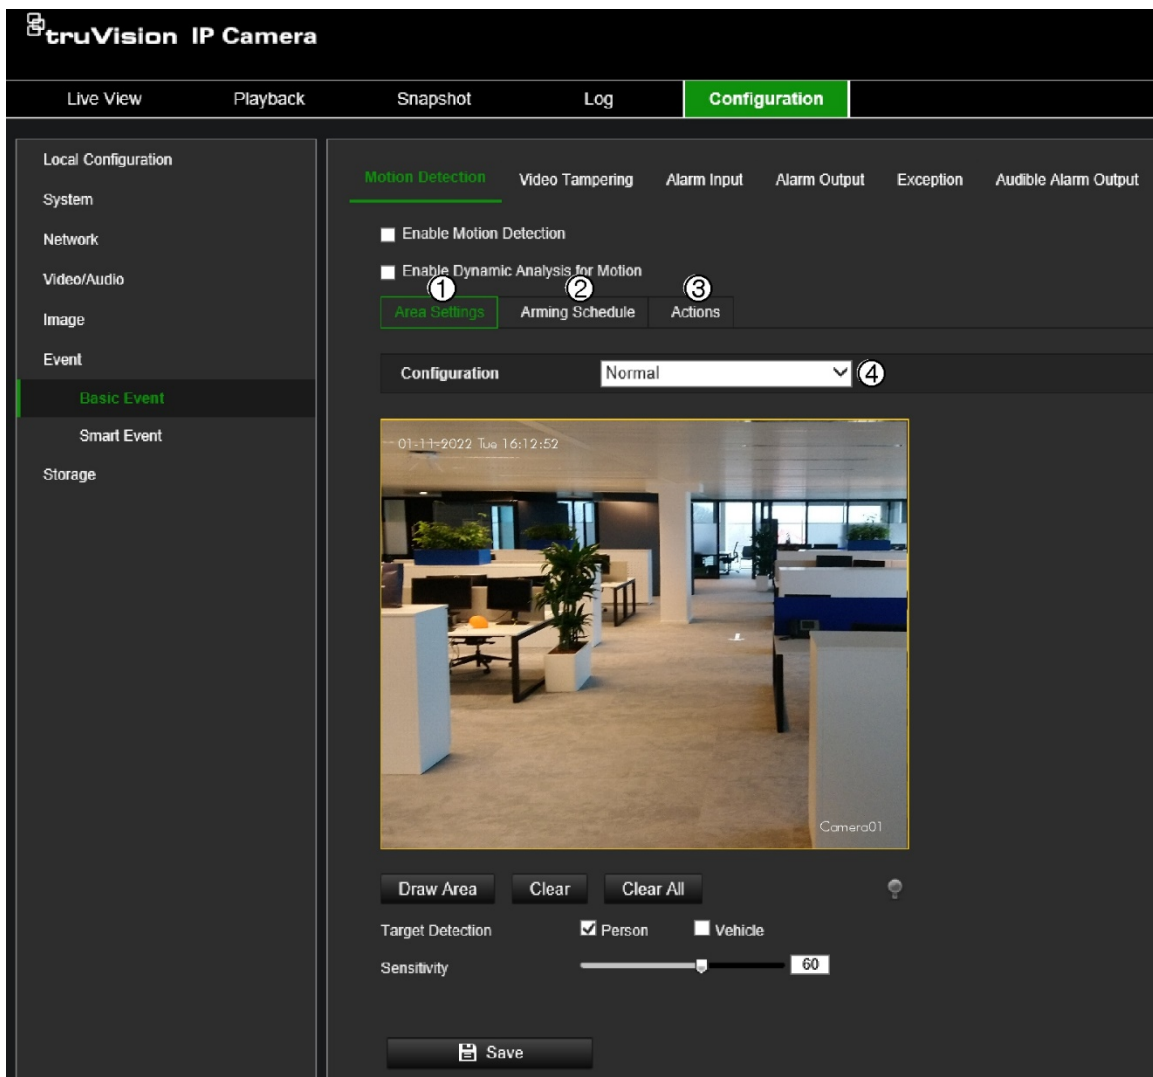 truVision IP Camera
Live View Playback Snapshot Log Configuration
Local Configuration
System
Network
Video/Audio
Image
Event
Basic Event
Smart Event
Storage
Motion Detection Video Tampering Alarm Input Alarm Output Exception Audible Alarm Output
Enable Motion Detection
Enable Dynamic Analysis for Motion
① ② ③
Area Settings Arming Schedule Actions
Configuration Normal ④
01-11-2022 Tue 16:12:52
Camera01
Draw Area Clear Clear All
Target Detection Person Vehicle
Sensitivity 60
Save